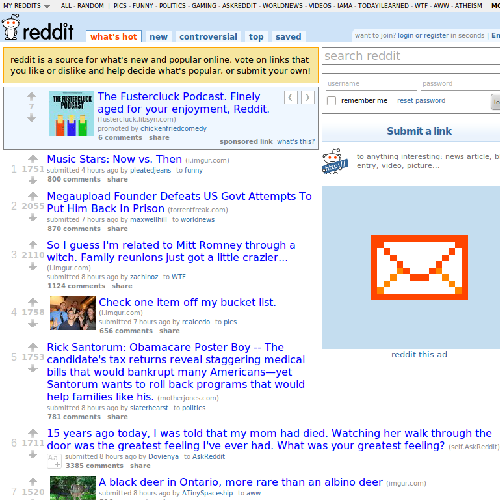 MY REDDITS ALL - RANDOM | PICS - FUNNY - POLITICS - GAMING - ASKREDDIT - WORLDNEWS - VIDEOS - IAMA - TODAYILEARNED - WTF - AWW - ATHEISM M
reddit what's hot new controversial top saved
want to join? login or register in seconds | En
reddit is a source for what's new and popular online. vote on links that
you like or dislike and help decide what's popular, or submit your own!
search reddit
username password
remember me reset password
Submit a link
to anything interesting: news article, b
entry, video, picture...
reddit this ad
The Fustercluck Podcast. Finely
aged for your enjoyment, Reddit.
promoted by chickenfriedcomedy
6 comments share
sponsored link what's this?
THE FUSTERCLUCK PODCAST
1 1751 Music Stars: Now vs. Then (i.imgur.com)
submitted 4 hours ago by pleatedjeans to funny
800 comments share
2 2055 Megaupload Founder Defeats US Govt Attempts To
Put Him Back In Prison (torrentfreak.com)
submitted 7 hours ago by maxwellhill to worldnews
870 comments share
3 2110 So I guess I'm related to Mitt Romney through a
witch. Family reunions just got a little crazier...
(i.imgur.com)
submitted 8 hours ago by zachinoz to WTF
1124 comments share
4 1758 Check one item off my bucket list.
(i.imgur.com)
submitted 7 hours ago by to pics
656 comments share
5 1753 Rick Santorum: Obamacare Poster Boy -- The
candidate's tax returns reveal staggering medical
bills that would bankrupt many Americans—yet
Santorum wants to roll back programs that would
help families like his. (motherjones.com)
submitted 8 hours ago by slaterhearst to politics
781 comments share
6 1711 15 years ago today, I was told that my mom had died. Watching her walk through the
door was the greatest feeling I've ever had. What was your greatest feeling? (self.AskReddit)
submitted 8 hours ago by Dovienya to AskReddit
3385 comments share
7 1520 A black deer in Ontario, more rare than an albino deer (imgur.com)
submitted 8 hours ago by ATinySpaceship to aww